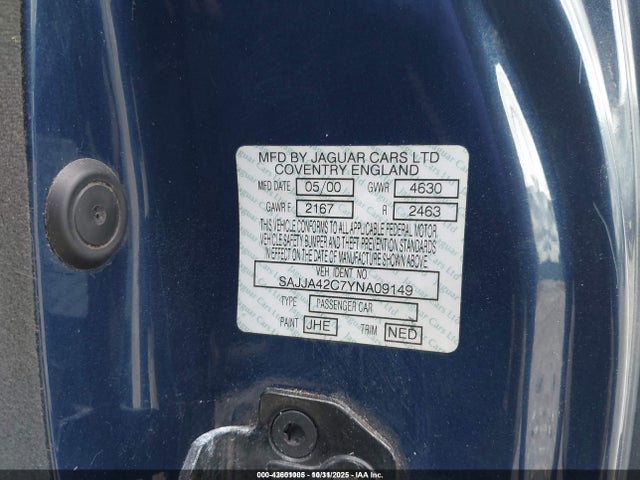 MFD BY JAGUAR CARS LTD
COVENTRY ENGLAND
MFD DATE 05/00 GVWR 4630
GAWR F 2167 R 2463
THIS VEHICLE CONFORMS TO ALL APPLICABLE FEDERAL MOTOR
VEHICLE SAFETY BUMPER AND THEFT PREVENTION STANDARDS
IN EFFECT ON THE DATE OF MANUFACTURE SHOWN ABOVE
VEH IDENT NO.
SAJJA42C7YNA09149
TYPE PASSENGER CAR
PAINT JHE TRIM NED
000-43661005 - 10/31/2025 - IAA Inc.